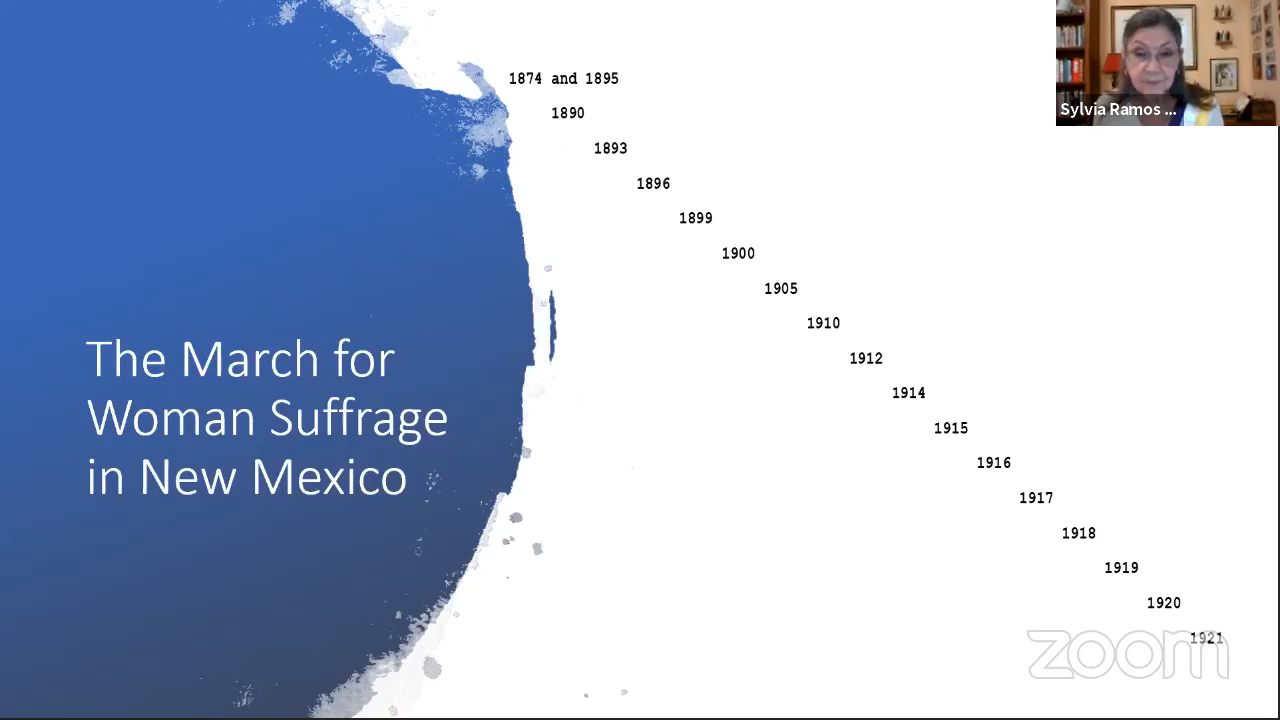 1874 and 1895
1890
1893
1896
1899
1900
1905
1910
1912
1914
1915
1916
1917
1918
1919
1920
1921
The March for
Woman Suffrage
in New Mexico
Sylvia Ramos ...
zoom